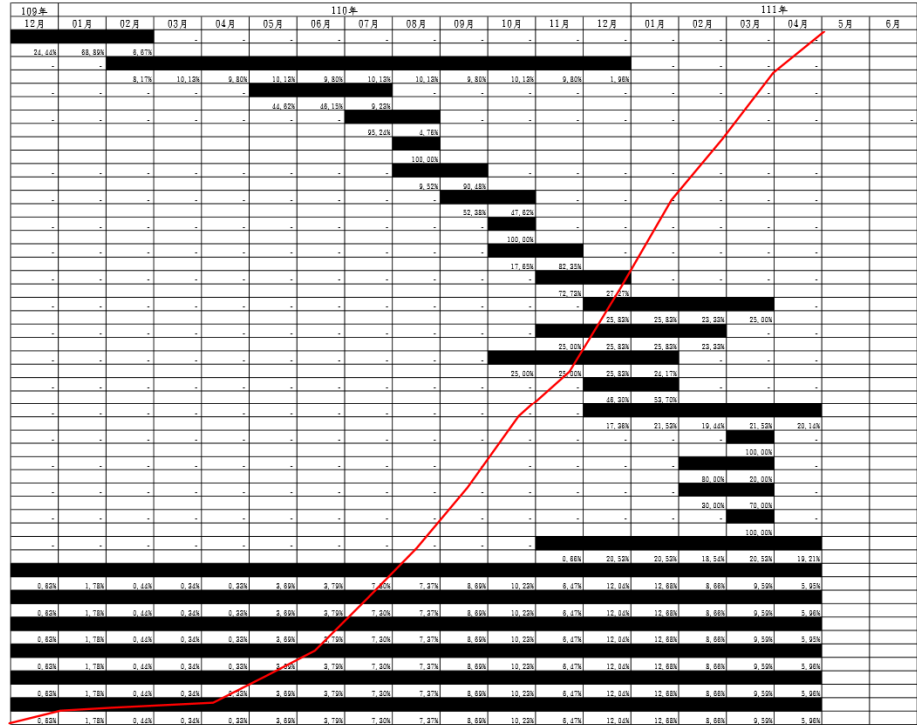 109年 110年 111年
12月 01月 02月 03月 04月 05月 06月 07月 08月 09月 10月 11月 12月 01月 02月 03月 04月 5月 6月
24.44% 68.89% 6.67%
8.17% 10.13% 9.80% 10.13% 9.80% 10.13% 10.13% 9.80% 10.13% 9.80% 1.96%
44.62% 46.15% 9.23%
95.24% 4.76%
100.00%
9.52% 90.48%
52.38% 47.62%
100.00%
17.65% 82.35%
72.73% 27.27%
25.83% 25.83% 23.33% 25.00%
25.00% 25.83% 25.83% 23.33%
25.00% 25.00% 25.83% 24.17%
46.30% 53.70%
17.36% 21.53% 19.44% 21.53% 20.14%
100.00%
80.00% 20.00%
30.00% 70.00%
100.00%
0.66% 20.53% 20.53% 18.54% 20.53% 19.21%
0.63% 1.78% 0.44% 0.34% 0.33% 3.69% 3.79% 7.30% 7.37% 8.69% 10.23% 6.47% 12.04% 12.68% 8.66% 9.59% 5.95%
0.63% 1.78% 0.44% 0.34% 0.33% 3.69% 3.79% 7.30% 7.37% 8.69% 10.23% 6.47% 12.04% 12.68% 8.66% 9.59% 5.96%
0.63% 1.78% 0.44% 0.34% 0.33% 3.69% 3.79% 7.30% 7.37% 8.69% 10.23% 6.47% 12.04% 12.68% 8.66% 9.59% 5.95%
0.63% 1.78% 0.44% 0.34% 0.33% 3.69% 3.79% 7.30% 7.37% 8.69% 10.23% 6.47% 12.04% 12.68% 8.66% 9.59% 5.96%
0.63% 1.78% 0.44% 0.34% 0.33% 3.69% 3.79% 7.30% 7.37% 8.69% 10.23% 6.47% 12.04% 12.68% 8.66% 9.59% 5.96%
0.63% 1.78% 0.44% 0.34% 0.33% 3.69% 3.79% 7.30% 7.37% 8.69% 10.23% 6.47% 12.04% 12.68% 8.66% 9.59% 5.96%